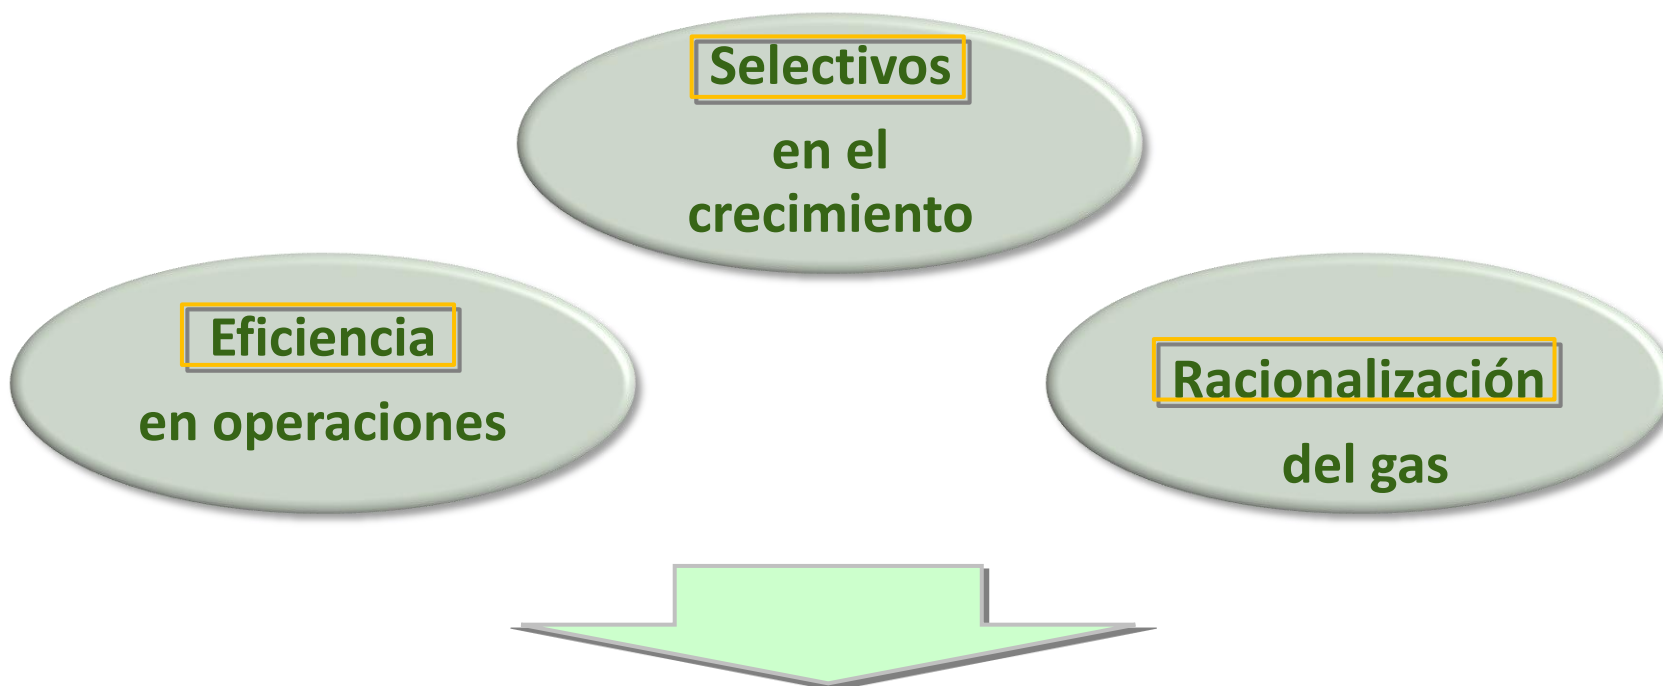 Selectivos
en el
crecimiento
Eficiencia
en operaciones
Racionalización
del gas